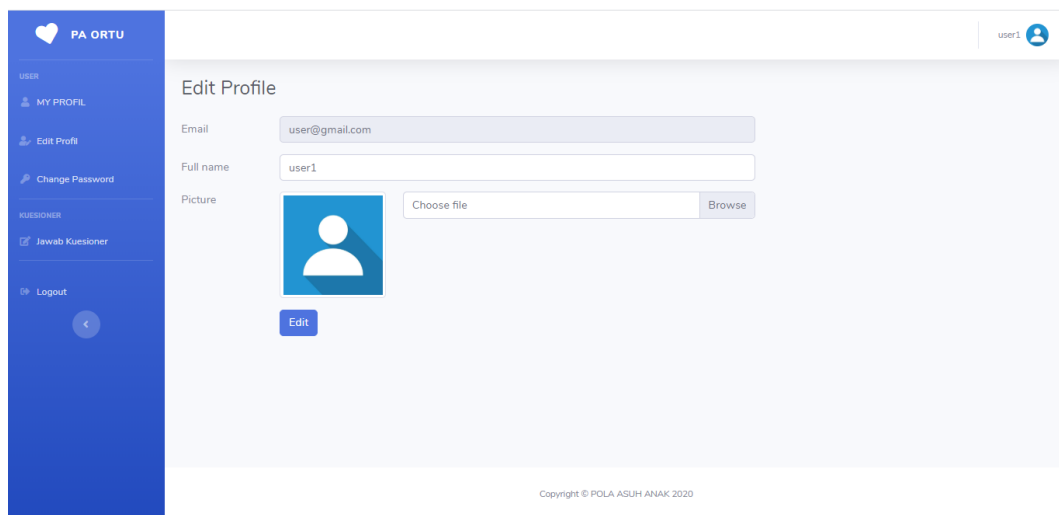 PA ORTU
user1
USER
MY PROFIL
Edit Profil
Change Password
KUESIONER
Jawab Kuesioner
Logout
Edit Profile
Email
user@gmail.com
Full name
user1
Picture
Choose file
Browse
Edit
Copyright © POLA ASUH ANAK 2020